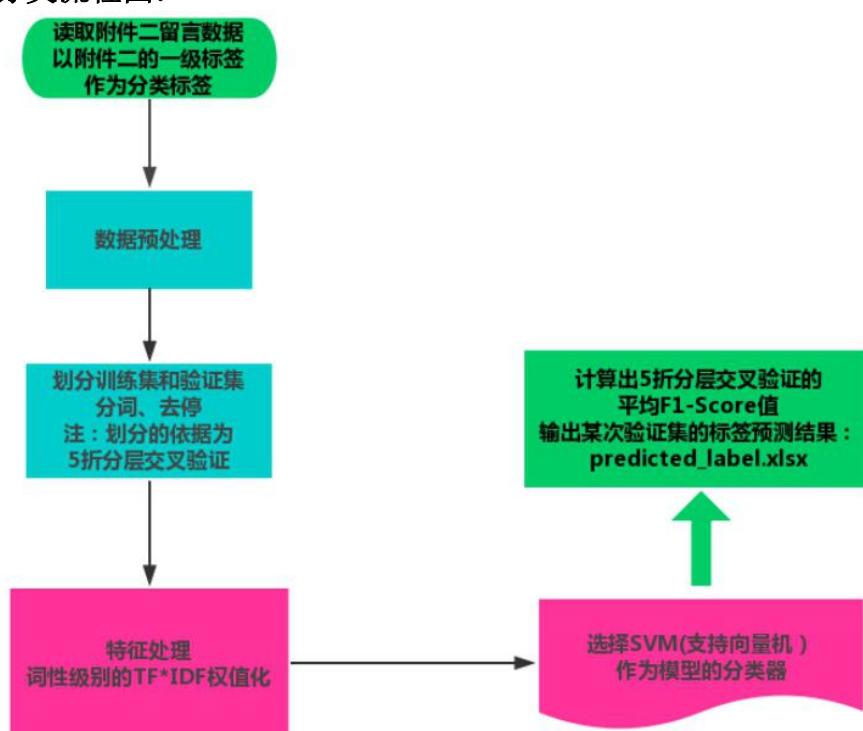 读取附件二留言数据
以附件二的一级标签
作为分类标签
数据预处理
划分训练集和验证集
分词、去停
注：划分的依据为
5折分层交叉验证
特征处理
词性级别的TF*IDF权值化
选择SVM(支持向量机）
作为模型的分类器
计算出5折分层交叉验证的
平均F1-Score值
输出某次验证集的标签预测结果：
predicted_label.xlsx